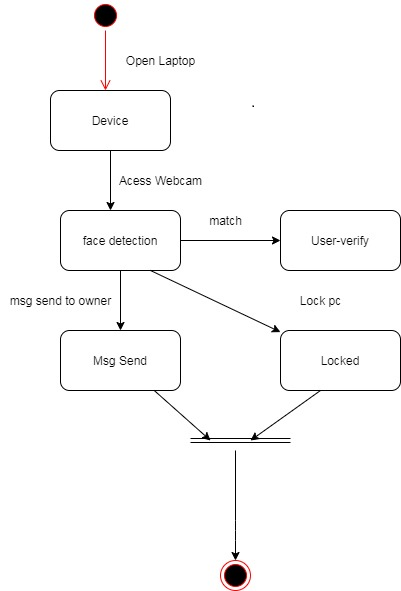 Open Laptop
Device
Acess Webcam
match
face detection
User-verify
msg send to owner
Lock pc
Msg Send
Locked